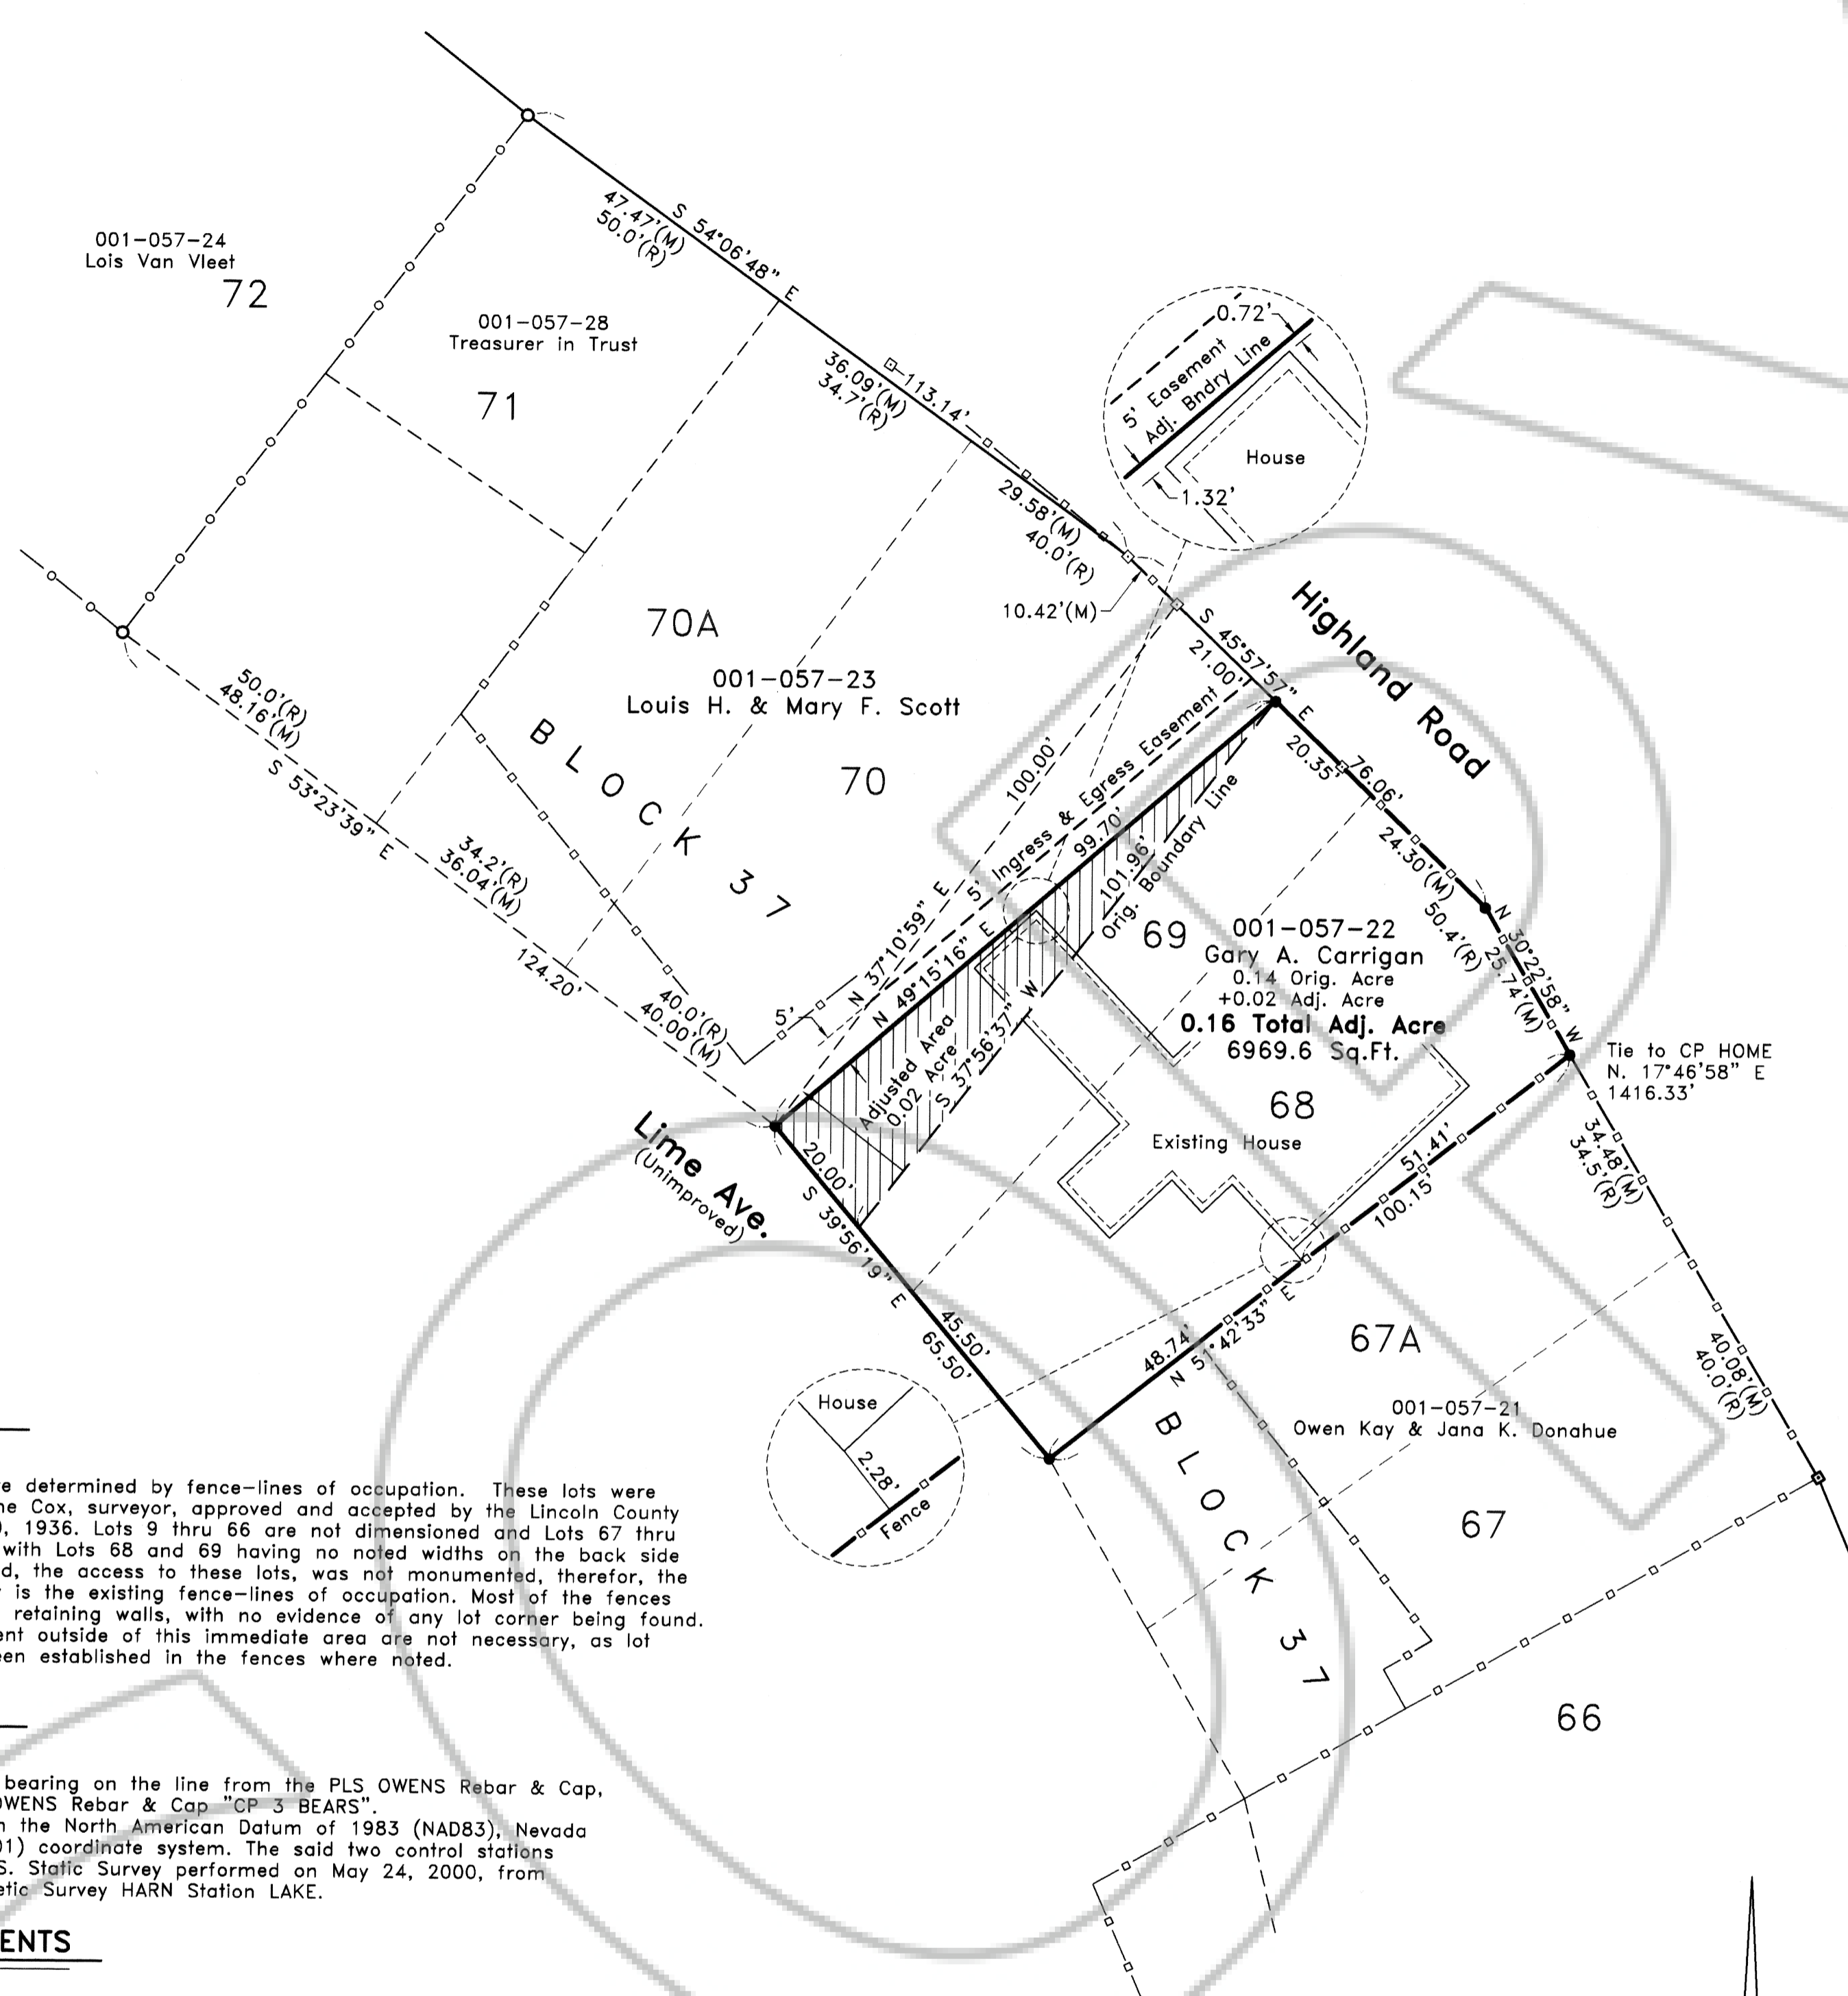 001-057-24
Lois Van Vleet
72
001-057-28
Treasurer in Trust
71
S 54°06'48" E
47.47'(M)
50.0'(R)
36.09'(M)
34.7'(R)
113.14'
29.58'(M)
40.0'(R)
10.42'(M)
0.72'
5' Easement
Adj. Bndry Line
House
1.32'
S 45°57'57" E
21.00'
Highland Road
70A
001-057-23
Louis H. & Mary F. Scott
70
BLOCK 37
50.0'(R)
48.16'(M)
S 53°23'39" E
34.2'(R)
36.04'(M)
124.20'
40.0'(R)
40.00'(M)
5'
100.00'
N 37°10'59" E
5' Ingress & Egress Easement
99.70'
N 49°15'16" E
101.96'
Orig. Boundary Line
S 37°56'37" W
Adjusted Area
0.02 Acre
20.35'
76.06'
24.30'(M)
50.4'(R)
25.74'(M)
N 30°22'58" W
69
001-057-22
Gary A. Carrigan
0.14 Orig. Acre
+0.02 Adj. Acre
0.16 Total Adj. Acre
6969.6 Sq.Ft.
68
Existing House
Tie to CP HOME
N. 17°46'58" E
1416.33'
34.48'(M)
34.5'(R)
51.41'
100.15'
Lime Ave.
(Unimproved)
20.00'
S 39°56'19" E
45.50'
65.50'
48.74'
N 51°42'33" E
67A
40.08'(M)
40.0'(R)
001-057-21
Owen Kay & Jana K. Donahue
67
BLOCK 37
66
House
2.28'
Fence
e determined by fence-lines of occupation. These lots were
ne Cox, surveyor, approved and accepted by the Lincoln County
, 1936. Lots 9 thru 66 are not dimensioned and Lots 67 thru
with Lots 68 and 69 having no noted widths on the back side
d, the access to these lots, was not monumented, therefor, the
is the existing fence-lines of occupation. Most of the fences
retaining walls, with no evidence of any lot corner being found.
ent outside of this immediate area are not necessary, as lot
een established in the fences where noted.
bearing on the line from the PLS OWENS Rebar & Cap,
OWENS Rebar & Cap "CP 3 BEARS".
n the North American Datum of 1983 (NAD83), Nevada
01) coordinate system. The said two control stations
S. Static Survey performed on May 24, 2000, from
etic Survey HARN Station LAKE.
ENTS